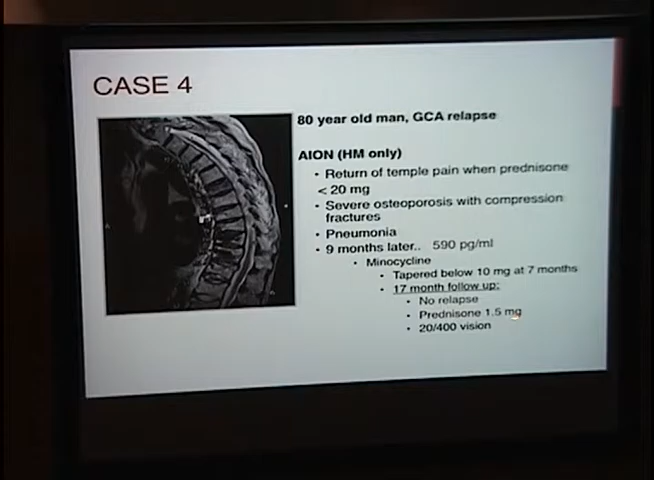 CASE 4
80 year old man, GCA relapse
AION (HM only)
• Return of temple pain when prednisone
< 20 mg
• Severe osteoporosis with compression
fractures
• Pneumonia
• 9 months later.. 590 pg/ml
• Minocycline
• Tapered below 10 mg at 7 months
• 17 month follow up:
• No relapse
• Prednisone 1.5 mg
• 20/400 vision